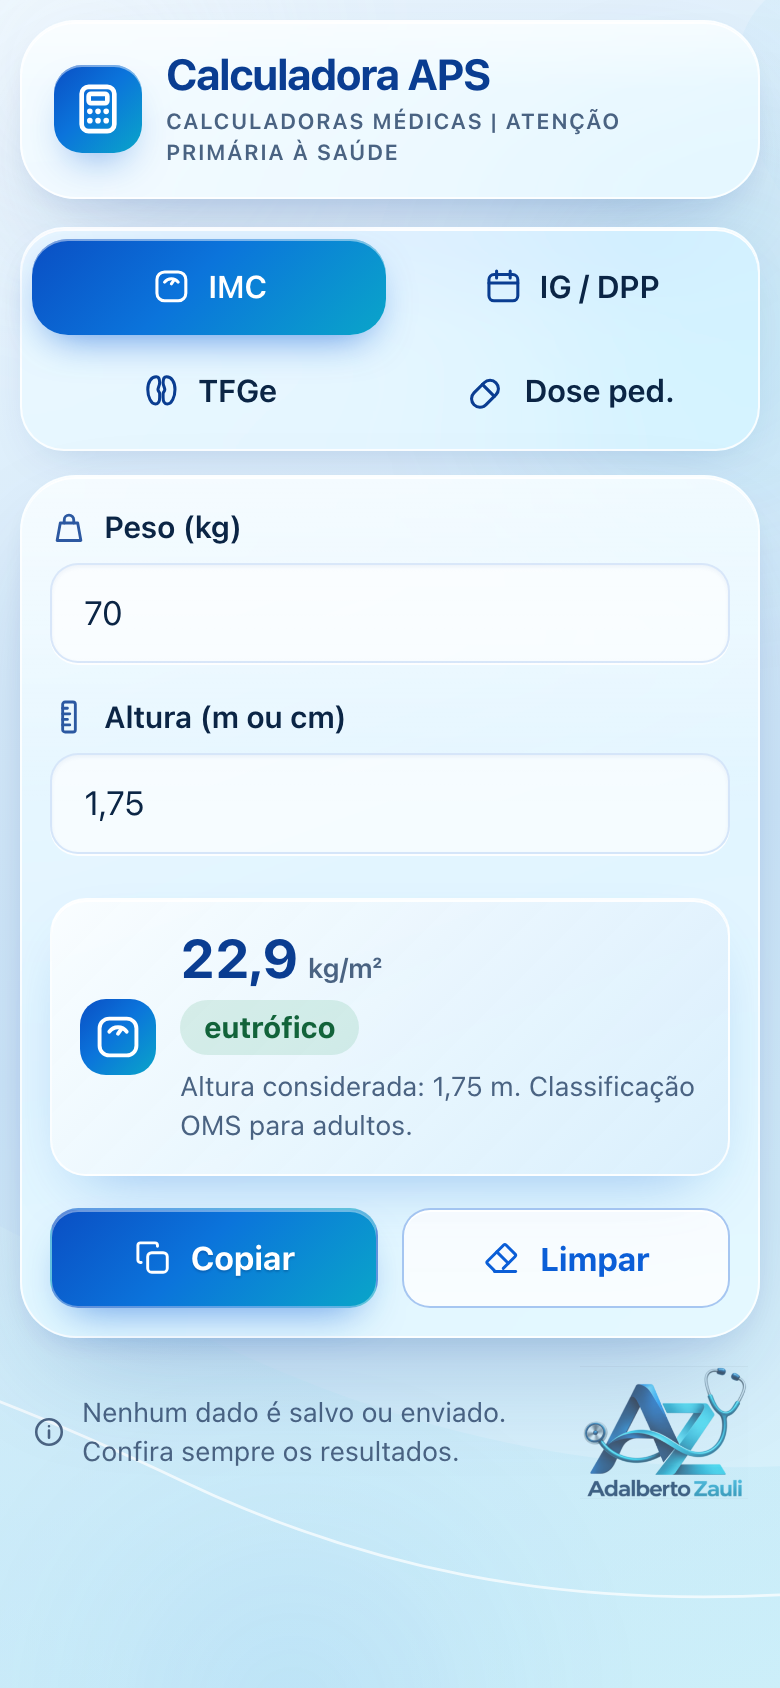 Calculadora APS
CALCULADORAS MÉDICAS | ATENÇÃO
PRIMÁRIA À SAÚDE
IMC
IG / DPP
TFGe
Dose ped.
Peso (kg)
70
Altura (m ou cm)
1,75
22,9 kg/m²
eutrófico
Altura considerada: 1,75 m. Classificação
OMS para adultos.
Copiar
Limpar
Nenhum dado é salvo ou enviado.
Confira sempre os resultados.
AZ
Adalberto Zauli